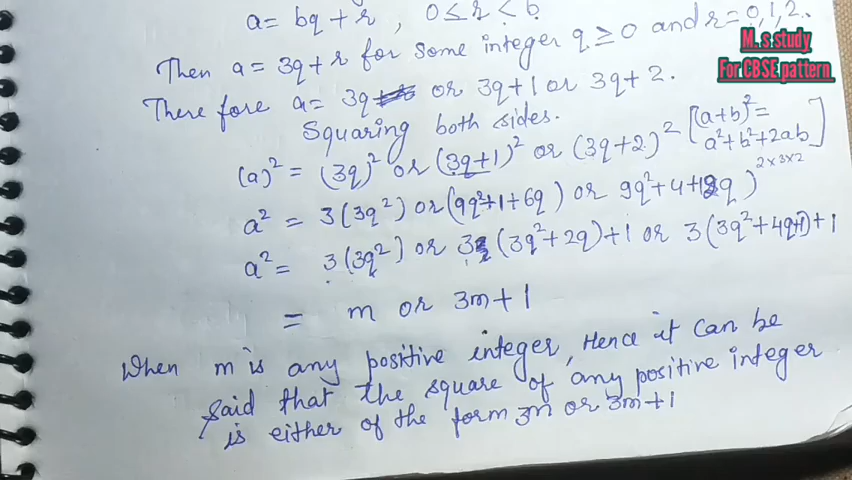 a = bq + r , 0 ≤ r < b
Then a = 3q + r for some integer q ≥ 0 and r = 0,1,2..
M. s study
For CBSE pattern
There fore a = 3q or 3q+1 or 3q+2.
Squaring both sides.
(a)² = (3q)² or (3q+1)² or (3q+2)² [(a+b)² = a²+b²+2ab]
a² = 3(3q²) or (9q²+1+6q) or 9q²+4+12q) 2×3×2
a² = 3(3q²) or 3(3q²+2q)+1 or 3(3q²+4q+1)+1
= m or 3m+1
When m is any positive integer, Hence it can be
said that the square of any positive integer
is either of the form 3m or 3m+1